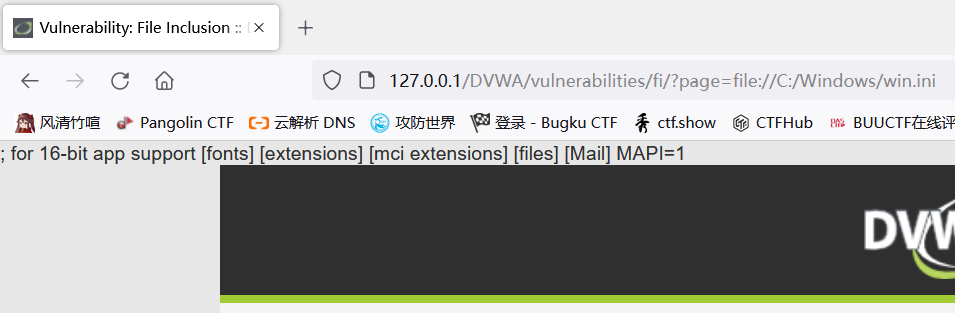 Vulnerability: File Inclusion ::
127.0.0.1/DVWA/vulnerabilities/fi/?page=file://C:/Windows/win.ini
风清竹喧 Pangolin CTF 云解析 DNS 攻防世界 登录 - Bugku CTF ctf.show CTFHub BUUCTF在线评
; for 16-bit app support [fonts] [extensions] [mci extensions] [files] [Mail] MAPI=1
DVW